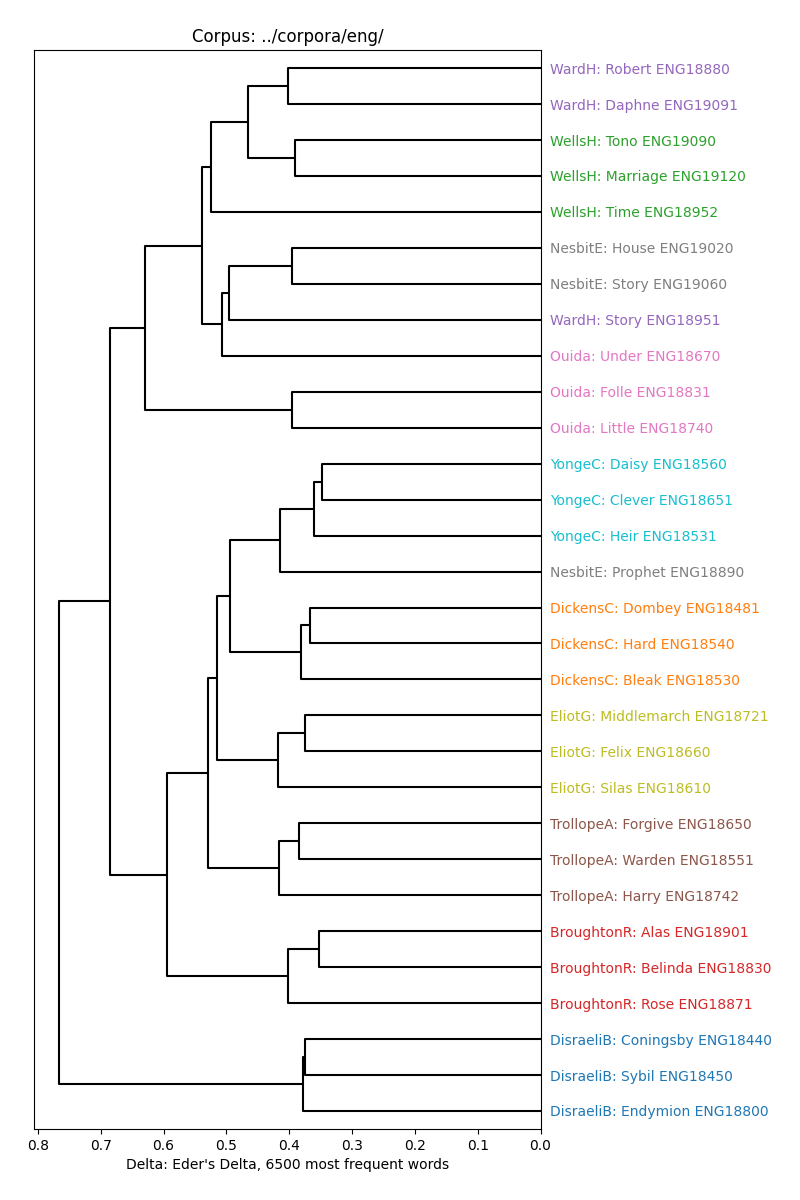 Corpus: ../corpora/eng/
WardH: Robert ENG18880
WardH: Daphne ENG19091
WellsH: Tono ENG19090
WellsH: Marriage ENG19120
WellsH: Time ENG18952
NesbitE: House ENG19020
NesbitE: Story ENG19060
WardH: Story ENG18951
Ouida: Under ENG18670
Ouida: Folle ENG18831
Ouida: Little ENG18740
YongeC: Daisy ENG18560
YongeC: Clever ENG18651
YongeC: Heir ENG18531
NesbitE: Prophet ENG18890
DickensC: Dombey ENG18481
DickensC: Hard ENG18540
DickensC: Bleak ENG18530
EliotG: Middlemarch ENG18721
EliotG: Felix ENG18660
EliotG: Silas ENG18610
TrollopeA: Forgive ENG18650
TrollopeA: Warden ENG18551
TrollopeA: Harry ENG18742
BroughtonR: Alas ENG18901
BroughtonR: Belinda ENG18830
BroughtonR: Rose ENG18871
DisraeliB: Coningsby ENG18440
DisraeliB: Sybil ENG18450
DisraeliB: Endymion ENG18800
0.8 0.7 0.6 0.5 0.4 0.3 0.2 0.1 0.0
Delta: Eder's Delta, 6500 most frequent words